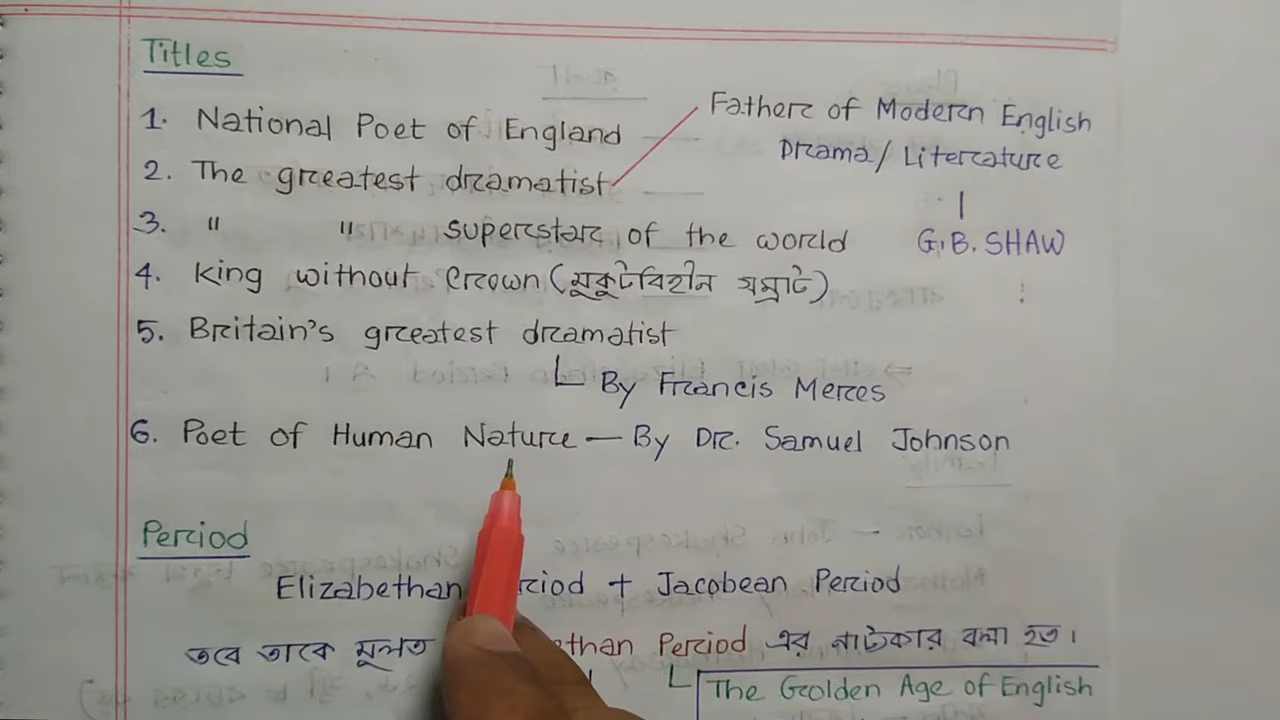 Titles
1. National Poet of England
Father of Modern English
Drama/Literature
G.B. SHAW
2. The greatest dramatist
3. " " superstar of the world
4. King without Crown (মুকুটবিহীন সম্রাট)
5. Britain's greatest dramatist
By Francis Meres
6. Poet of Human Nature — By Dr. Samuel Johnson
Period
Elizabethan + Jacobean Period
তবে তাকে মূলত Period এর নাট্যকার বলা হত।
The Golden Age of English